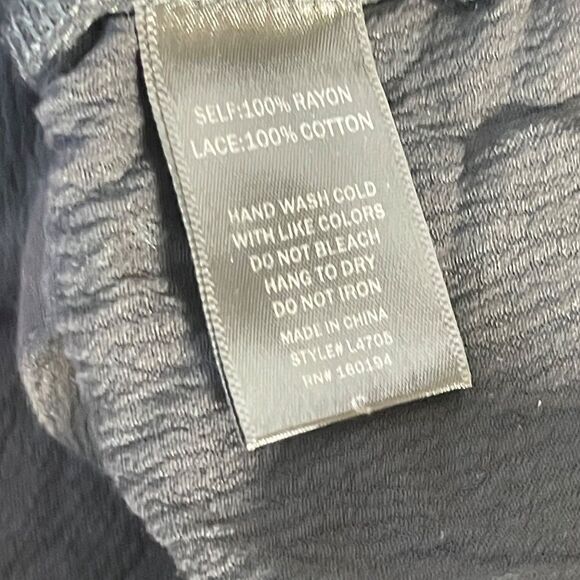 SELF:100% RAYON
LACE:100% COTTON
HAND WASH COLD
WITH LIKE COLORS
DO NOT BLEACH
HANG TO DRY
DO NOT IRON
MADE IN CHINA
STYLE# L4705
RN# 160194